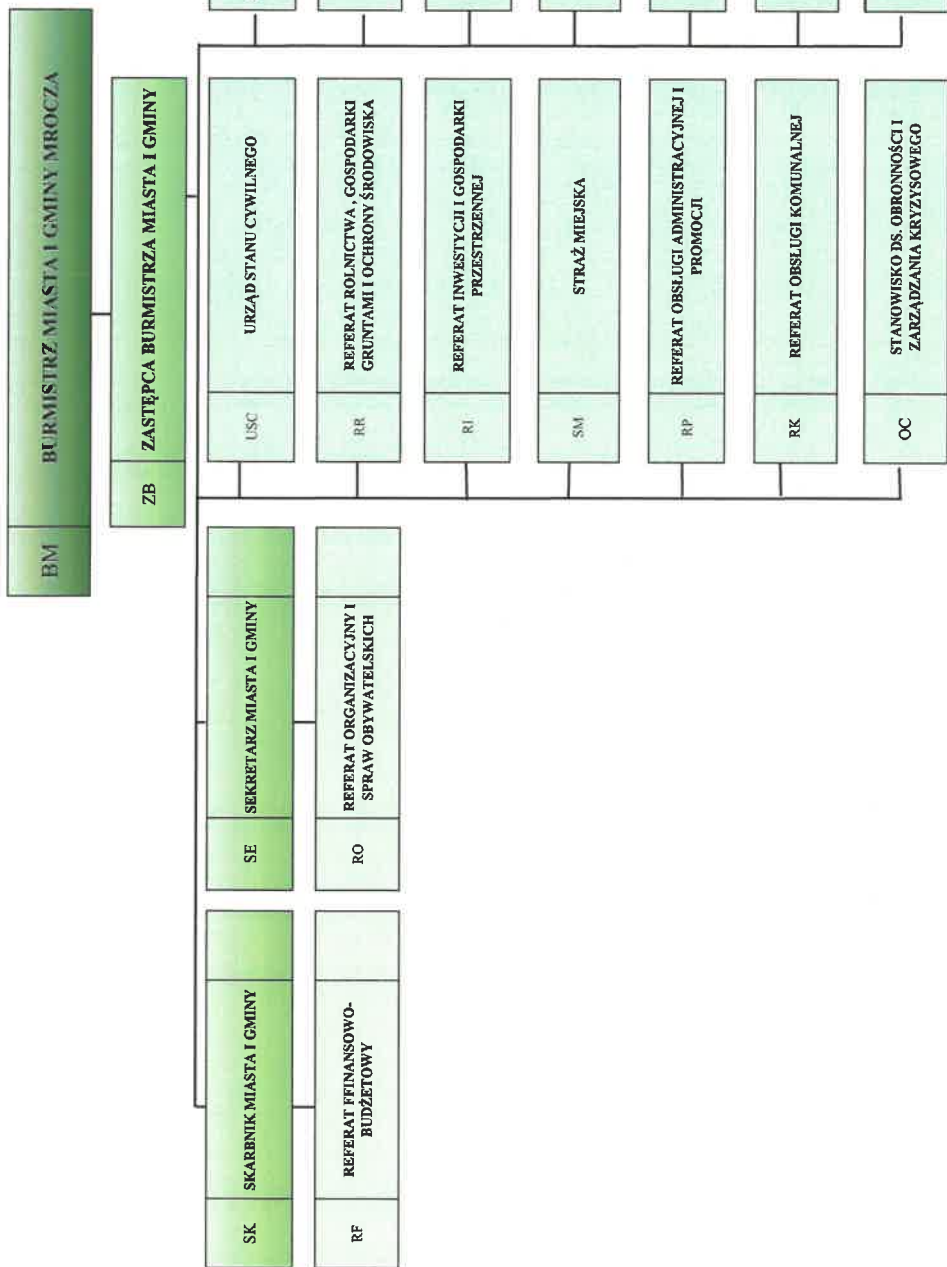 BM
BURMISTRZ MIASTA I GMINY MROCZA
ZB
ZASTĘPCA BURMISTRZA MIASTA I GMINY
SK
SKARBNIK MIASTA I GMINY
RF
REFERAT FFINANSOWO-
BUDŻETOWY
SE
SEKRETARZ MIASTA I GMINY
RO
REFERAT ORGANIZACYJNY I
SPRAW OBYWATELSKICH
USC
URZĄD STANU CYWILNEGO
RR
REFERAT ROLNICTWA , GOSPODARKI
GRUNTAMI I OCHRONY ŚRODOWISKA
RI
REFERAT INWESTYCJI I GOSPODARKI
PRZESTRZENNEJ
SM
STRAŻ MIEJSKA
RP
REFERAT OBSŁUGI ADMINISTRACYJNEJ I
PROMOCJI
RK
REFERAT OBSŁUGI KOMUNALNEJ
OC
STANOWISKO DS. OBRONNOŚCI I
ZARZĄDZANIA KRYZYSOWEGO